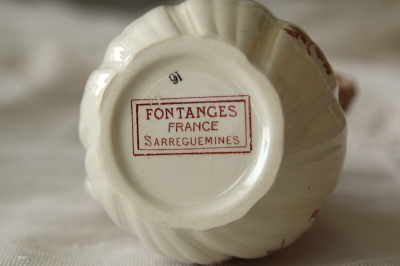 91
FONTANGES
FRANCE
SARREGUEMINES